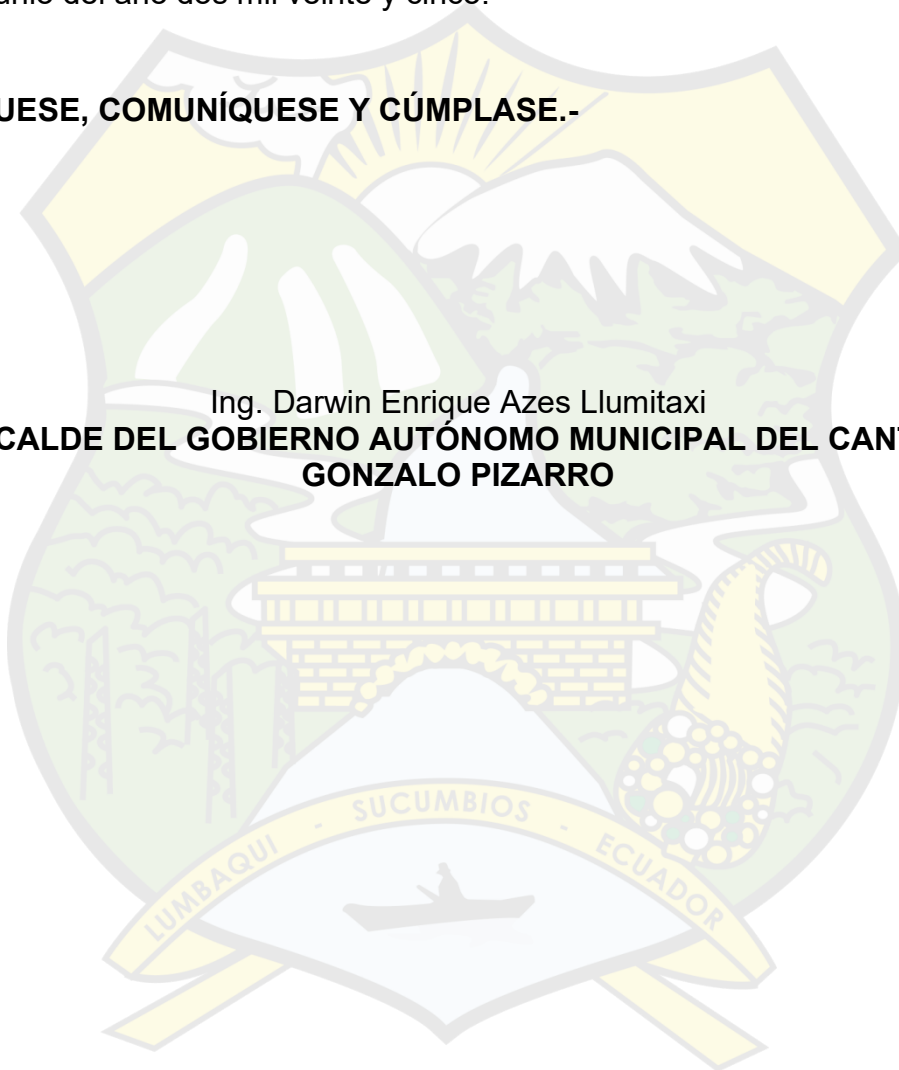 del año dos mil veinte y cinco.
UESE, COMUNÍQUESE Y CÚMPLASE.-
Ing. Darwin Enrique Azes Llumitaxi
CALDE DEL GOBIERNO AUTÓNOMO MUNICIPAL DEL CANT
GONZALO PIZARRO
LUMBAQUI - SUCUMBIOS - ECUADOR